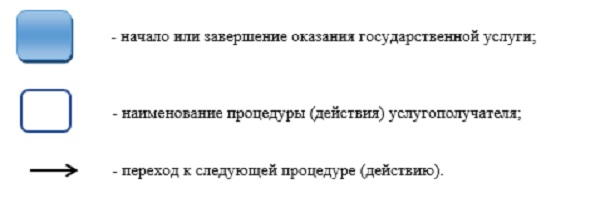 - начало или завершение оказания государственной услуги;
- наименование процедуры (действия) услугополучателя;
- переход к следующей процедуре (действию).